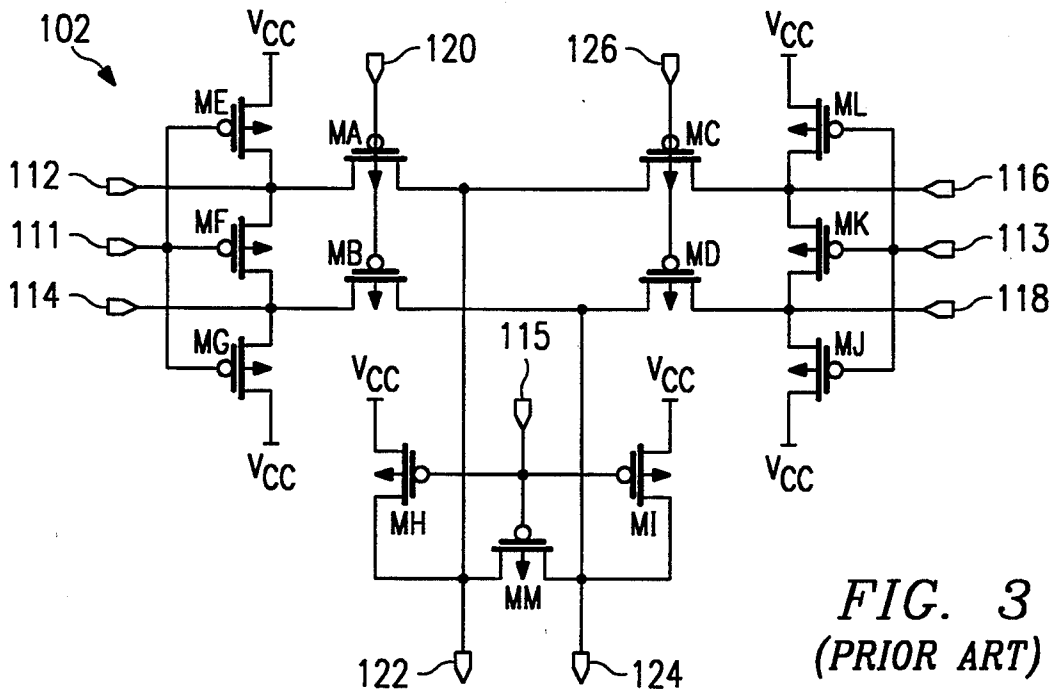 102
VCC
120
126
VCC
ME
MA
MC
ML
112
116
MF
MK
111
113
MB
MD
114
118
MG
115
MJ
VCC
VCC
VCC
VCC
MH
MI
MM
122
124
FIG. 3
(PRIOR ART)